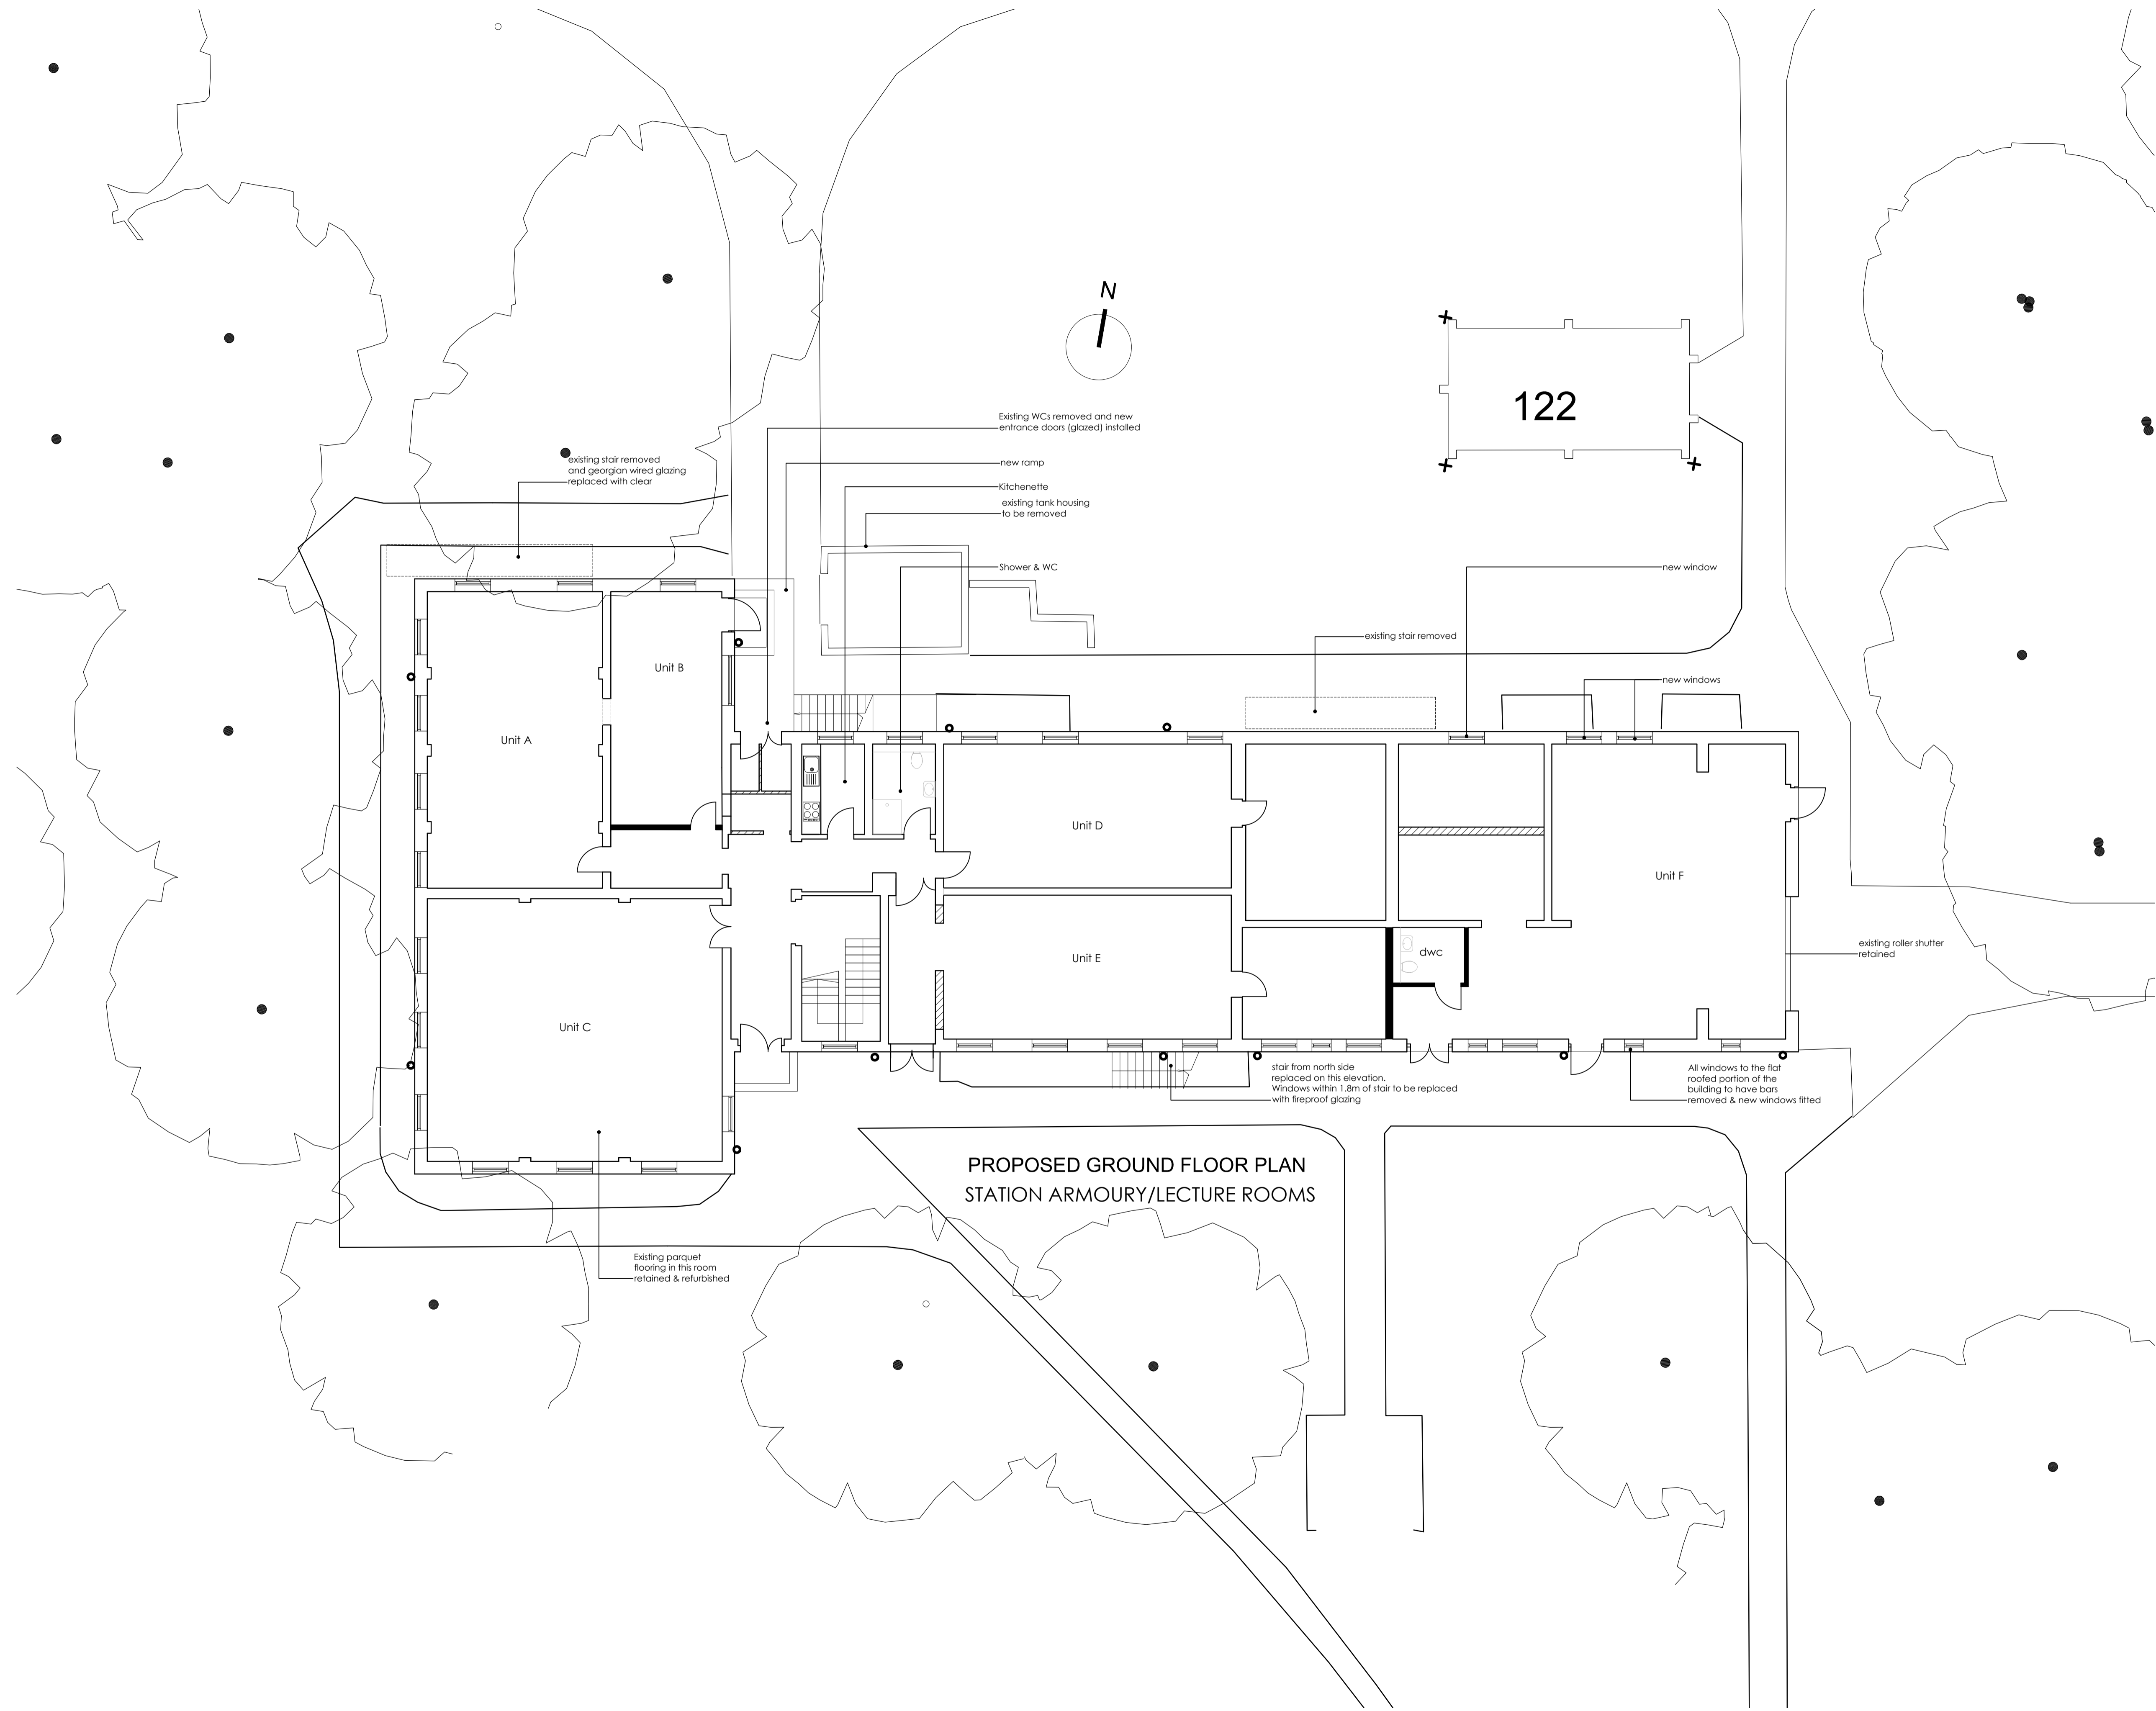 N
122
Existing WCs removed and new
entrance doors (glazed) installed
existing stair removed
and georgian wired glazing
replaced with clear
new ramp
Kitchenette
existing tank housing
to be removed
Shower & WC
new window
existing stair removed
new windows
Unit B
Unit A
Unit D
Unit F
Unit E
dwc
existing roller shutter
retained
Unit C
stair from north side
replaced on this elevation.
Windows within 1.8m of stair to be replaced
with fireproof glazing
All windows to the flat
roofed portion of the
building to have bars
removed & new windows fitted
PROPOSED GROUND FLOOR PLAN
STATION ARMOURY/LECTURE ROOMS
Existing parquet
flooring in this room
retained & refurbished